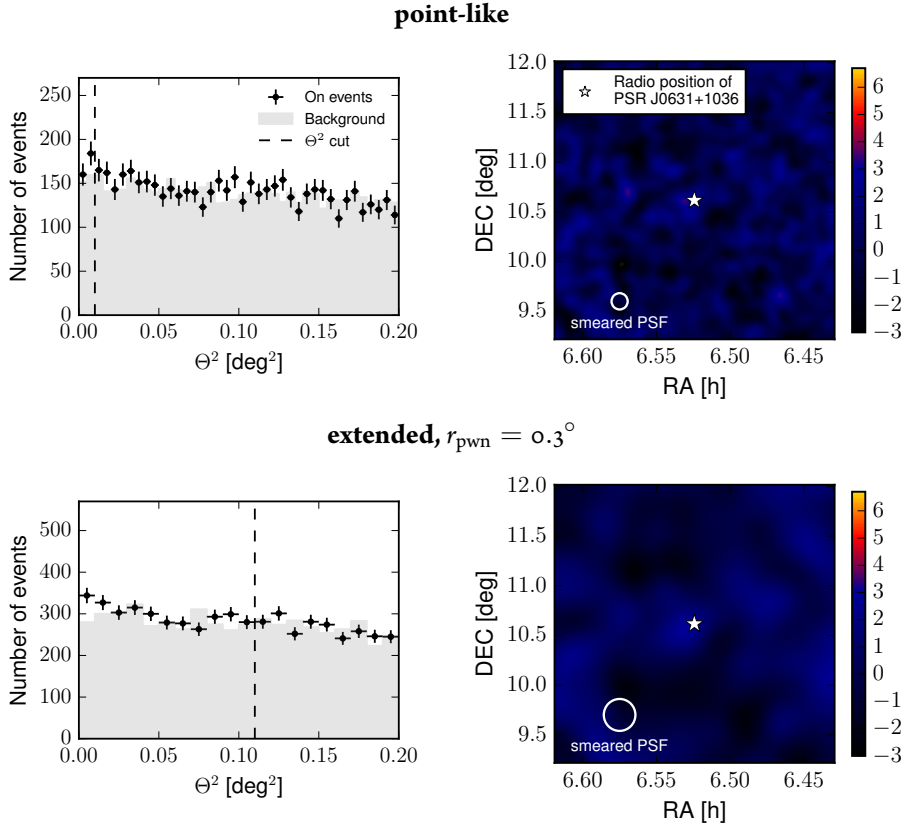 point-like
Number of events
250
200
150
100
50
0
On events
Background
Θ² cut
0.00 0.05 0.10 0.15 0.20
Θ² [deg²]
DEC [deg]
12.0
11.5
11.0
10.5
10.0
9.5
Radio position of
PSR J0631+1036
smeared PSF
6.60 6.55 6.50 6.45
RA [h]
6
5
4
3
2
1
0
−1
−2
−3
extended, r_pwn = 0.3°
Number of events
500
400
300
200
100
0
0.00 0.05 0.10 0.15 0.20
Θ² [deg²]
DEC [deg]
12.0
11.5
11.0
10.5
10.0
9.5
smeared PSF
6.60 6.55 6.50 6.45
RA [h]
6
5
4
3
2
1
0
−1
−2
−3